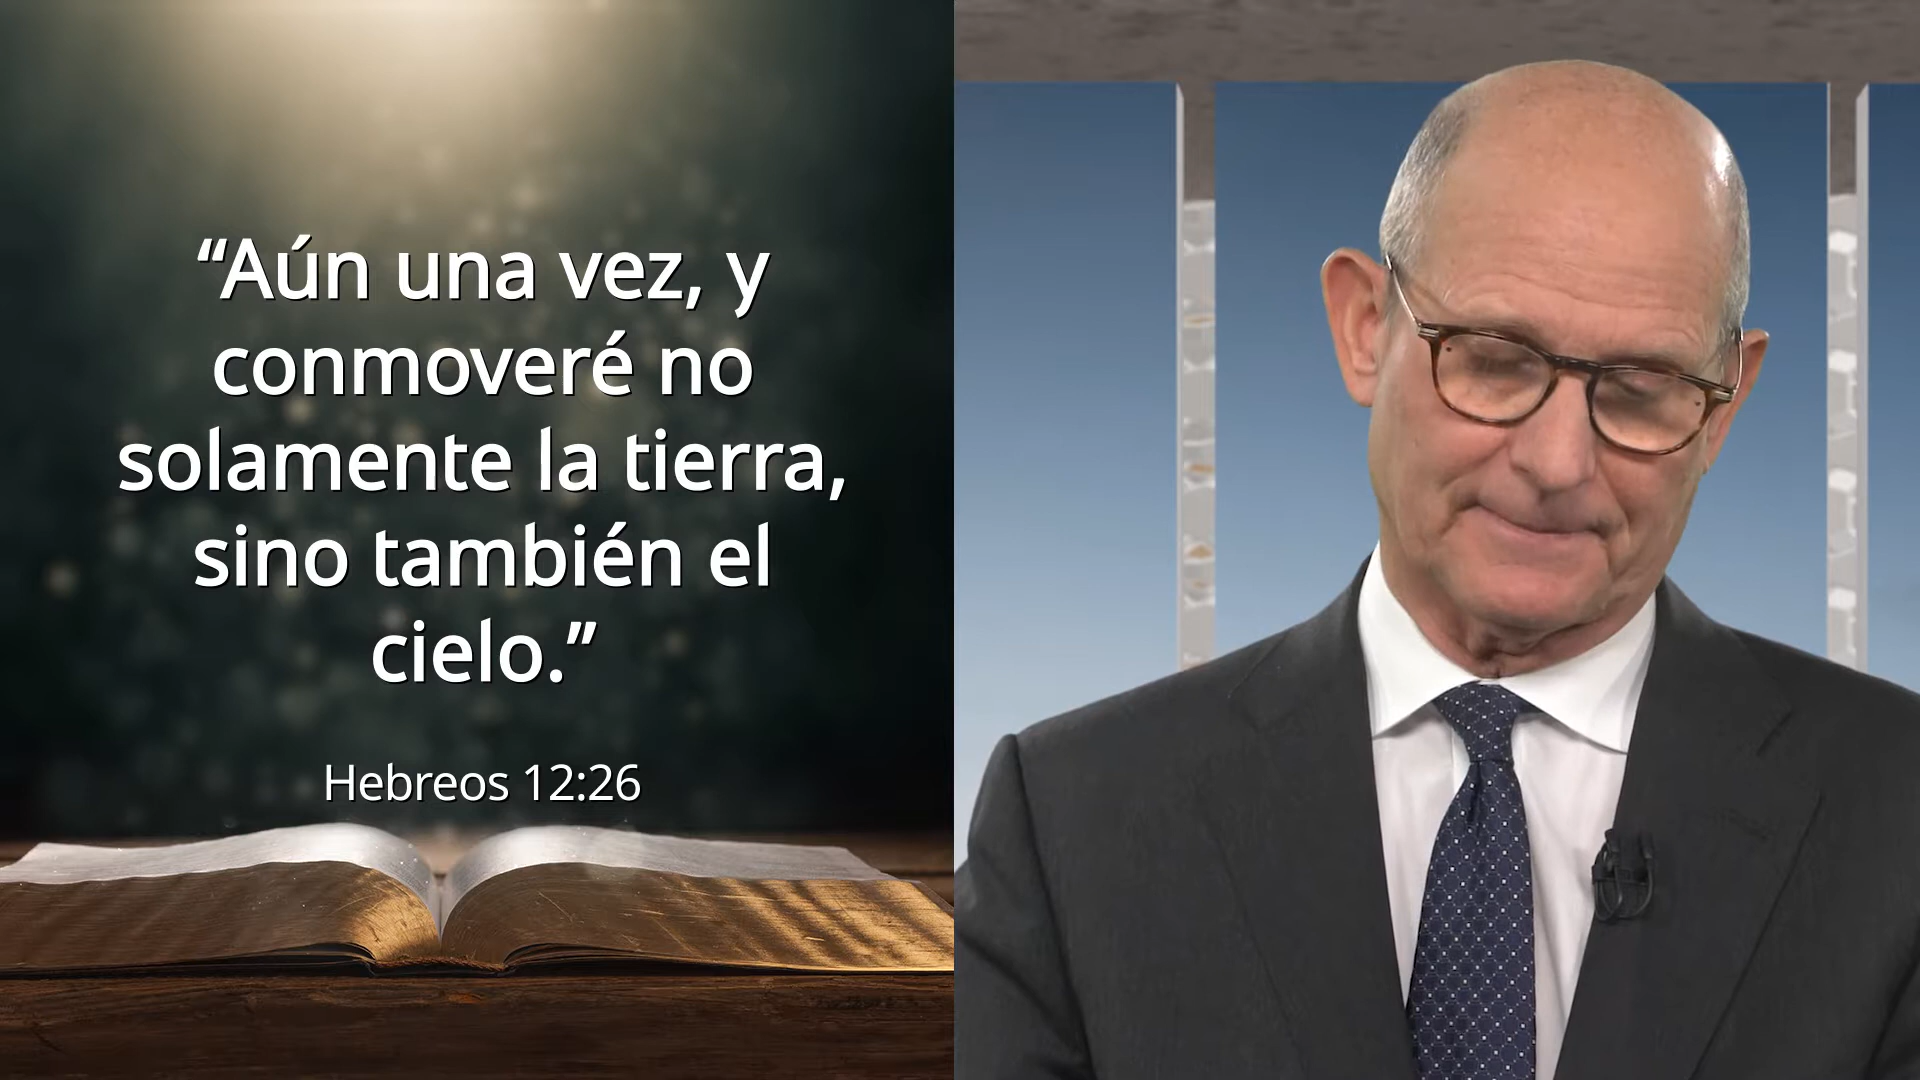 “Aún una vez, y
conmoveré no
solamente la tierra,
sino también el
cielo.”
Hebreos 12:26